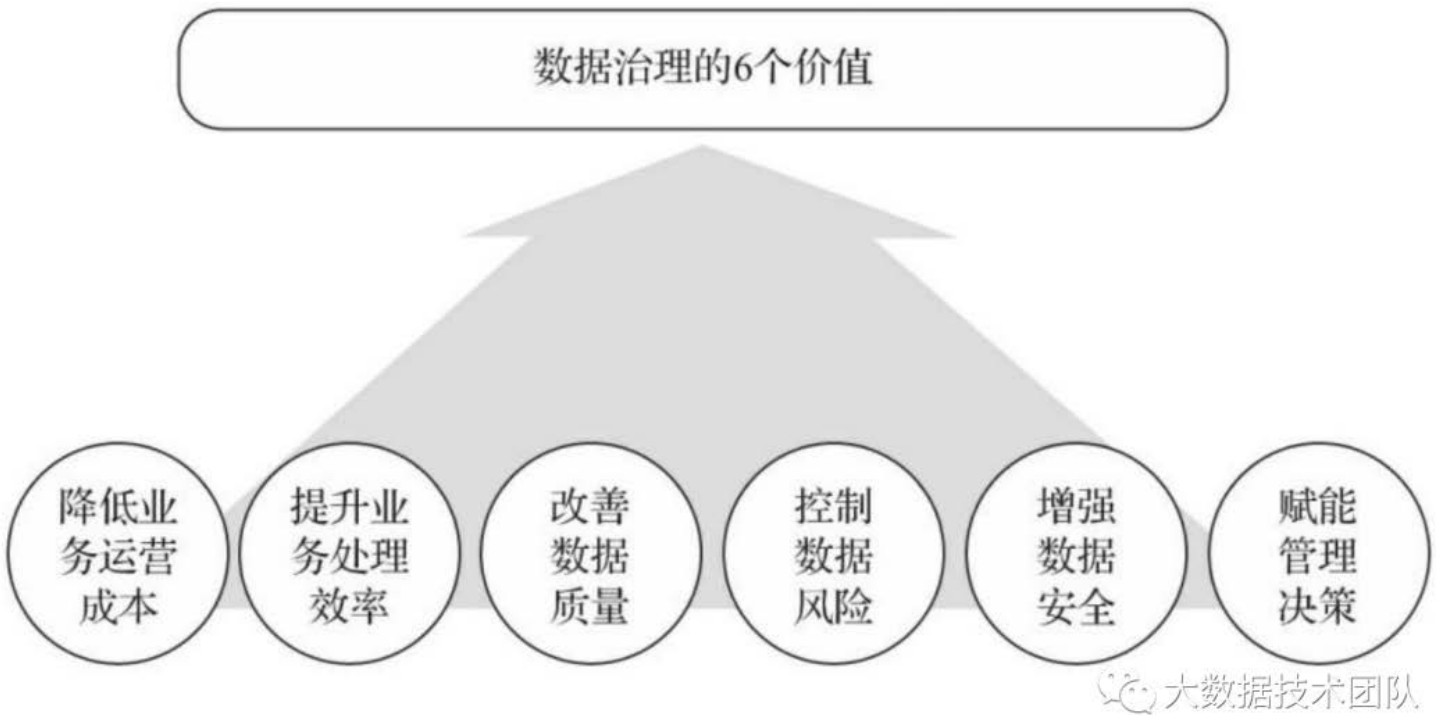 数据治理的6个价值
降低业
务运营
成本
提升业
务处理
效率
改善
数据
质量
控制
数据
风险
增强
数据
安全
赋能
管理
决策
大数据技术团队